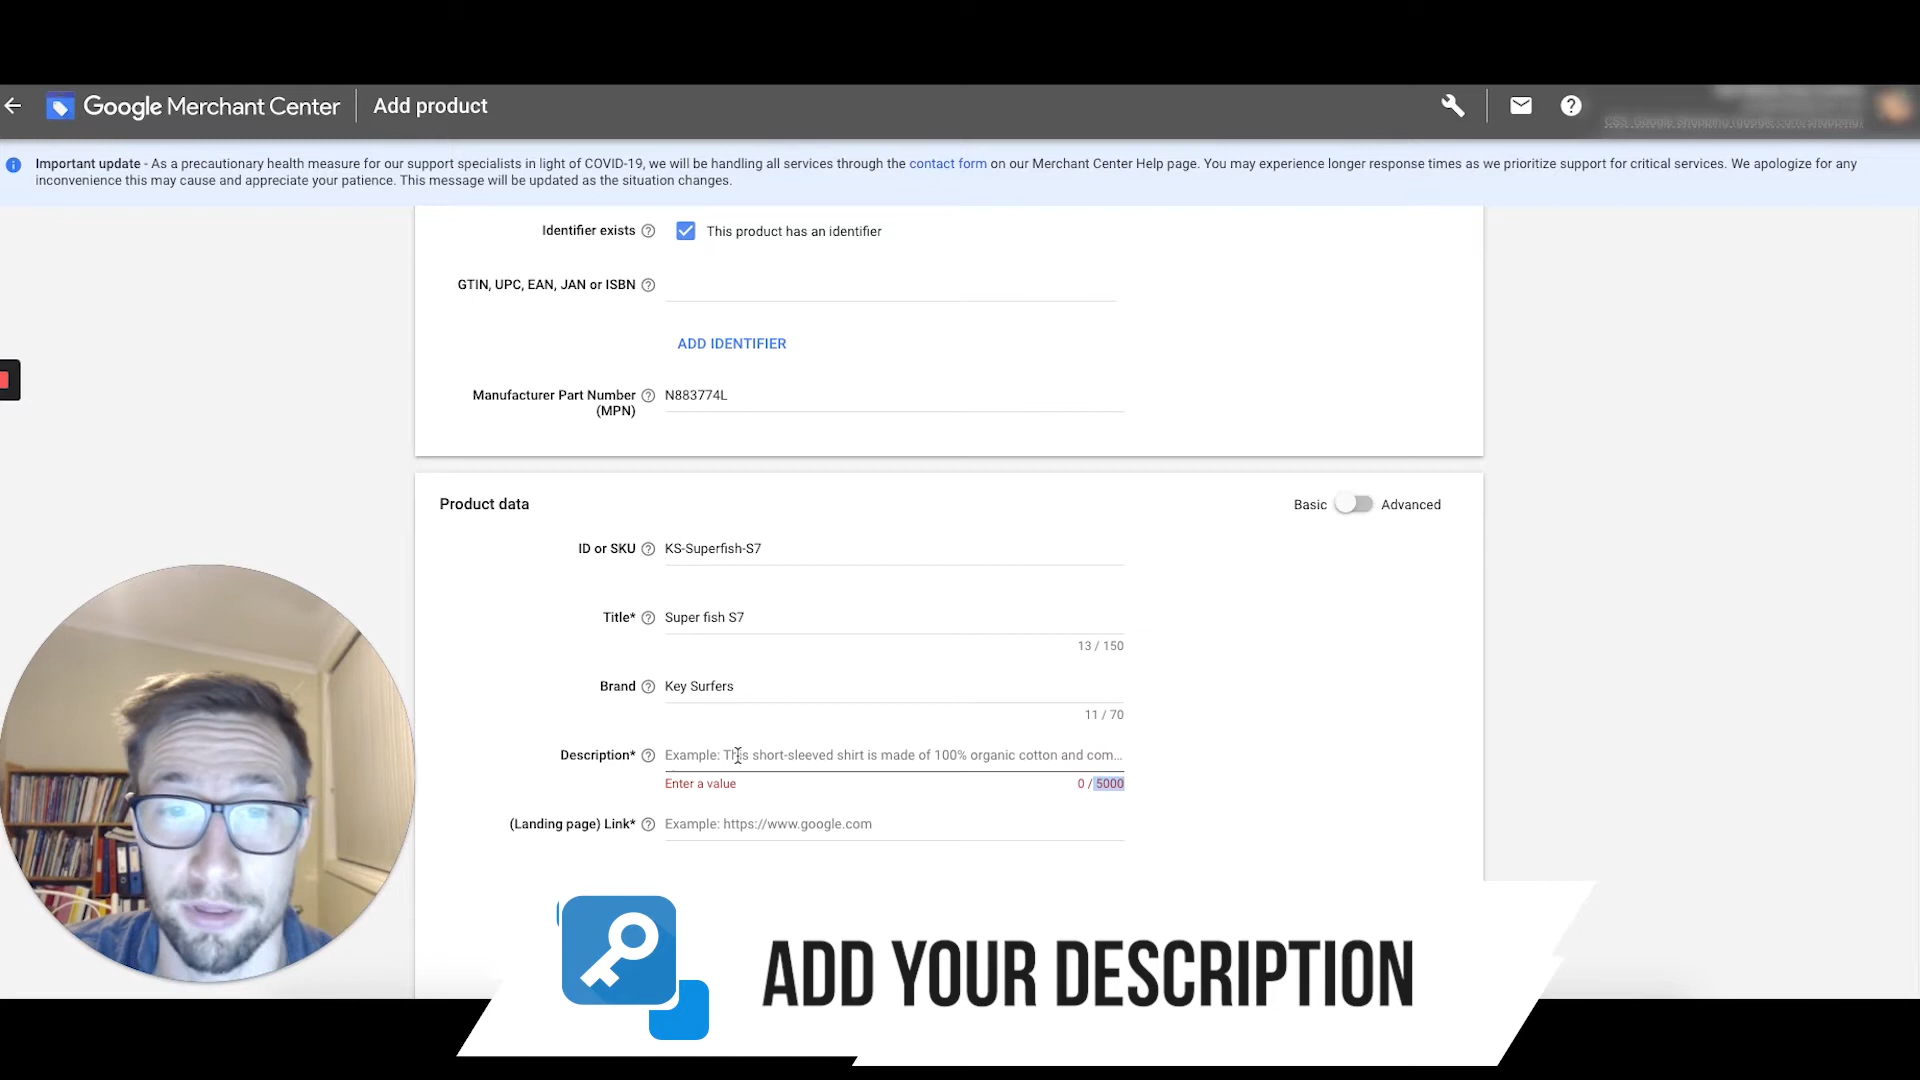 Google Merchant Center
Add product
Important update - As a precautionary health measure for our support specialists in light of COVID-19, we will be handling all services through the contact form on our Merchant Center Help page. You may experience longer response times as we prioritize support for critical services. We apologize for any
inconvenience this may cause and appreciate your patience. This message will be updated as the situation changes.
Identifier exists
This product has an identifier
GTIN, UPC, EAN, JAN or ISBN
ADD IDENTIFIER
Manufacturer Part Number
(MPN)
N883774L
Product data
Basic
Advanced
ID or SKU
KS-Superfish-S7
Title*
Super fish S7
13 / 150
Brand
Key Surfers
11 / 70
Description*
Example: This short-sleeved shirt is made of 100% organic cotton and com...
Enter a value
0 / 5000
(Landing page) Link*
Example: https://www.google.com
ADD YOUR DESCRIPTION